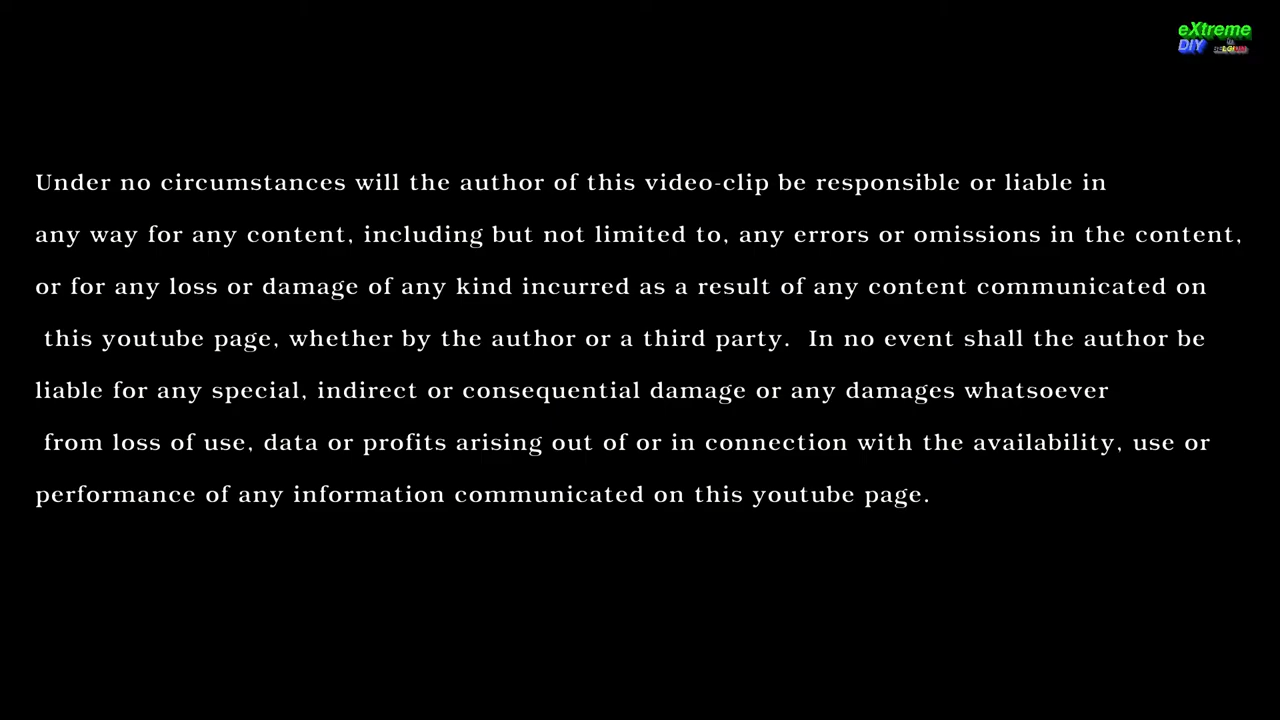 eXtreme
DIY
Under no circumstances will the author of this video-clip be responsible or liable in
any way for any content, including but not limited to, any errors or omissions in the content,
or for any loss or damage of any kind incurred as a result of any content communicated on
this youtube page, whether by the author or a third party. In no event shall the author be
liable for any special, indirect or consequential damage or any damages whatsoever
from loss of use, data or profits arising out of or in connection with the availability, use or
performance of any information communicated on this youtube page.